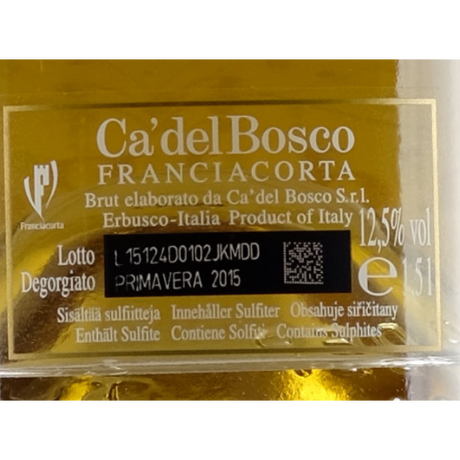 Ca'del Bosco
FRANCIACORTA
Brut elaborato da Ca'del Bosco S.r.l.
Erbusco-Italia Product of Italy
Franciacorta
12,5% vol
Lotto L 15124D0102JKMDD
Degorgiato PRIMAVERA 2015
e 1,5 l
Sisältää sulfiitteja Innehåller Sulfiter Obsahuje siřičitany
Enthält Sulfite Contiene Solfiti Contains Sulphites